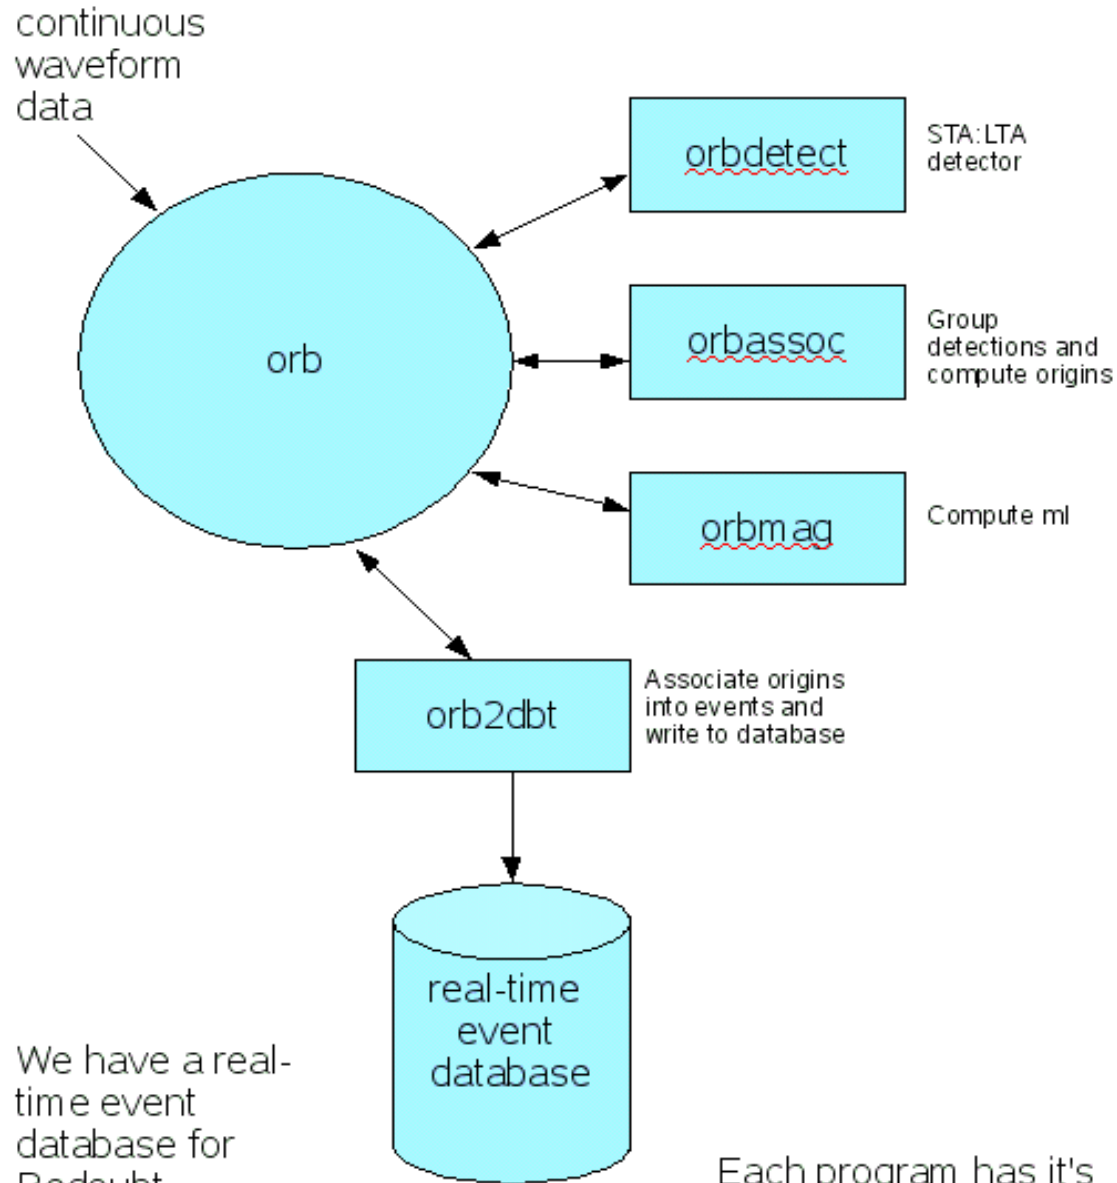 continuous
waveform
data
orbdetect
STA:LTA
detector
orb
orbassoc
Group
detections and
compute origins
orbmag
Compute ml
orb2dbt
Associate origins
into events and
write to database
real-time
event
database
We have a real-
time event
database for
Redoubt
Each program has it's